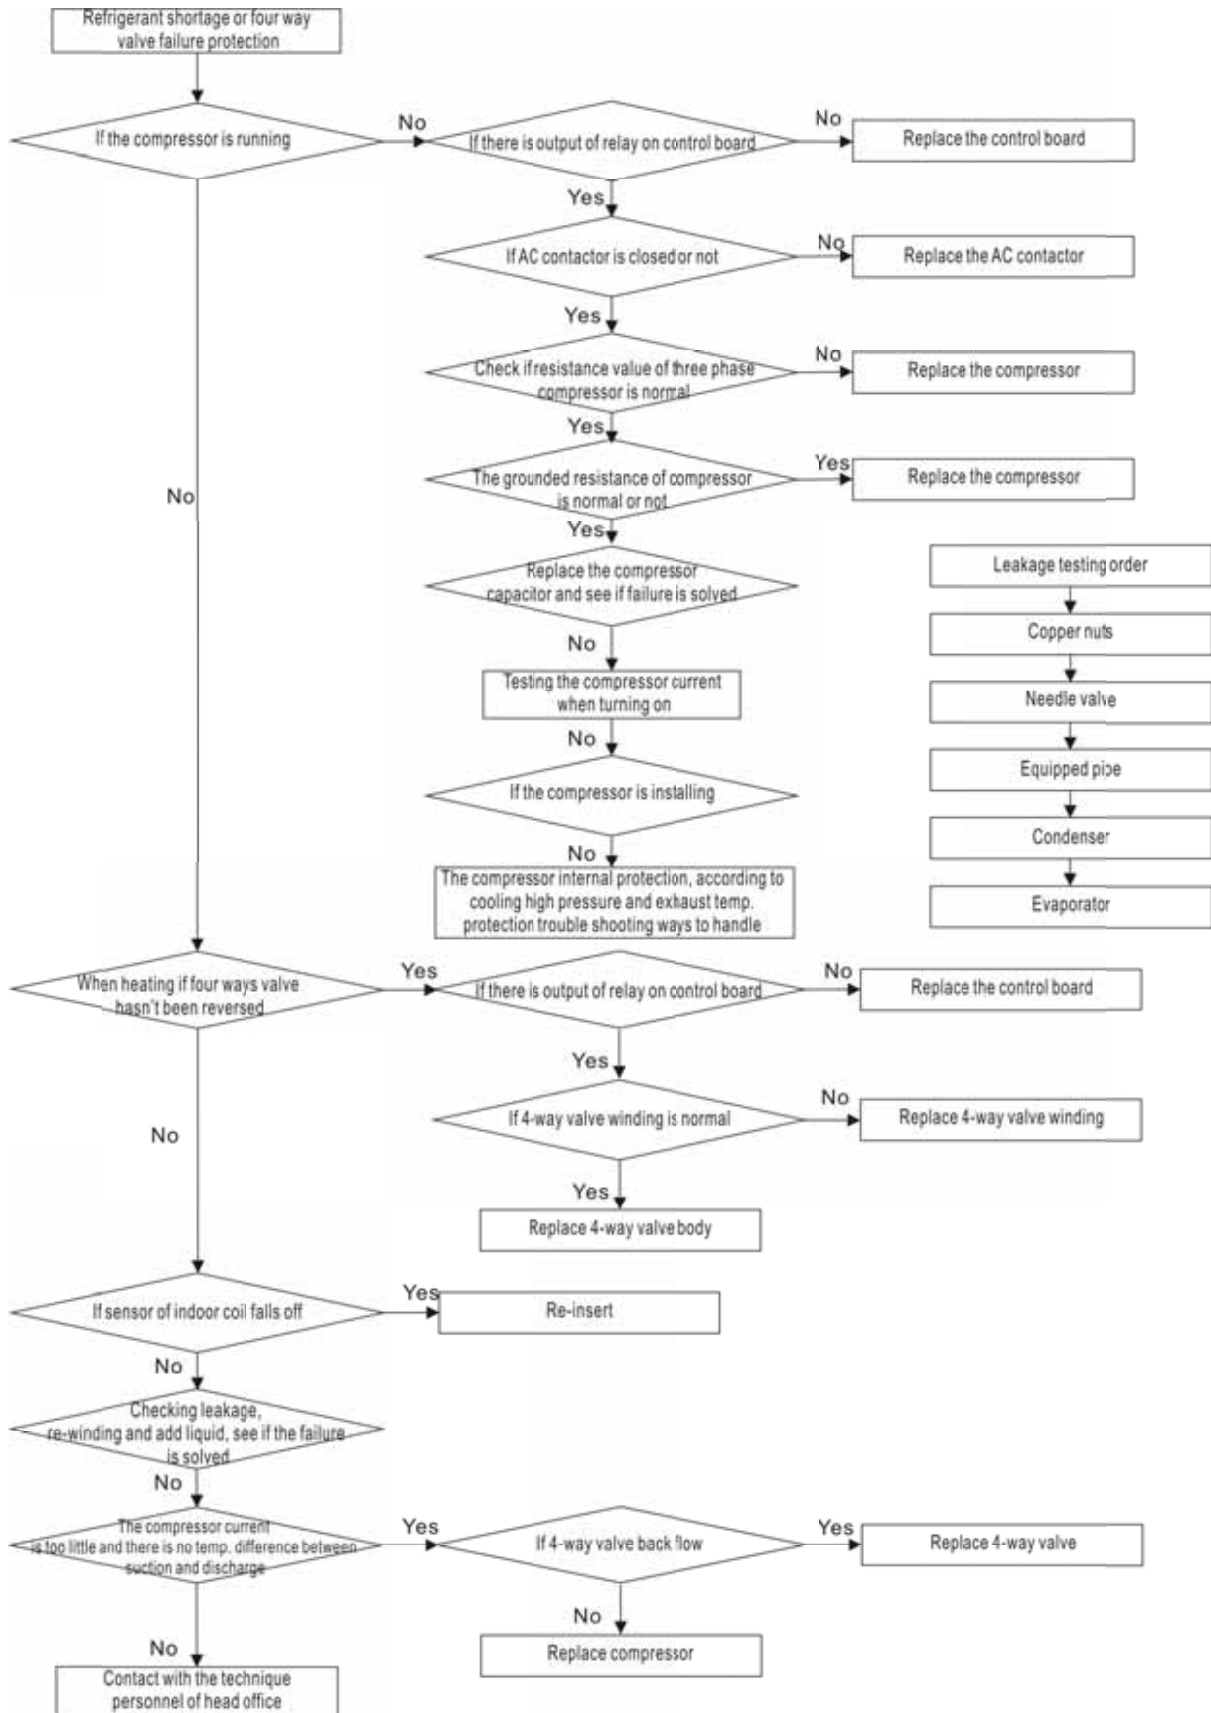 Refrigerant shortage or four way
valve failure protection
If the compressor is running
No
If there is output of relay on control board
No
Replace the control board
Yes
If AC contactor is closed or not
No
Replace the AC contactor
Yes
Check if resistance value of three phase
compressor is normal
No
Replace the compressor
Yes
The grounded resistance of compressor
is normal or not
Yes
Replace the compressor
No
Yes
Replace the compressor
capacitor and see if failure is solved
No
Testing the compressor current
when turning on
No
If the compressor is installing
No
The compressor internal protection, according to
cooling high pressure and exhaust temp.
protection trouble shooting ways to handle
Leakage testing order
Copper nuts
Needle valve
Equipped pipe
Condenser
Evaporator
When heating if four ways valve
hasn't been reversed
Yes
If there is output of relay on control board
No
Replace the control board
Yes
If 4-way valve winding is normal
No
Replace 4-way valve winding
No
Yes
Replace 4-way valve body
If sensor of indoor coil falls off
Yes
Re-insert
No
Checking leakage,
re-winding and add liquid, see if the failure
is solved
No
The compressor current
is too little and there is no temp. difference between
suction and discharge
Yes
If 4-way valve back flow
Yes
Replace 4-way valve
No
Replace compressor
No
Contact with the technique
personnel of head office